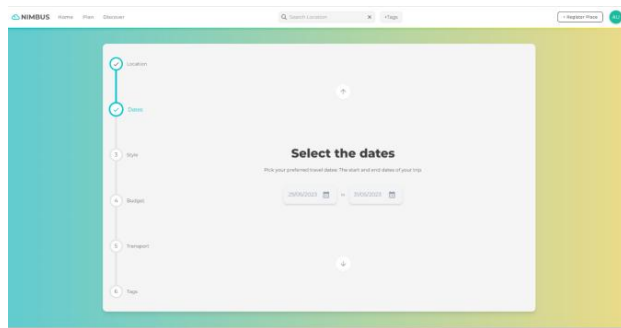 NIMBUS Home Plan Discover Search Location × +Tags + Register Place AU
Location
Dates
3 Style
Select the dates
Pick your preferred travel dates: The start and end dates of your trip.
to
4 Budget
5 Transport
6 Tags